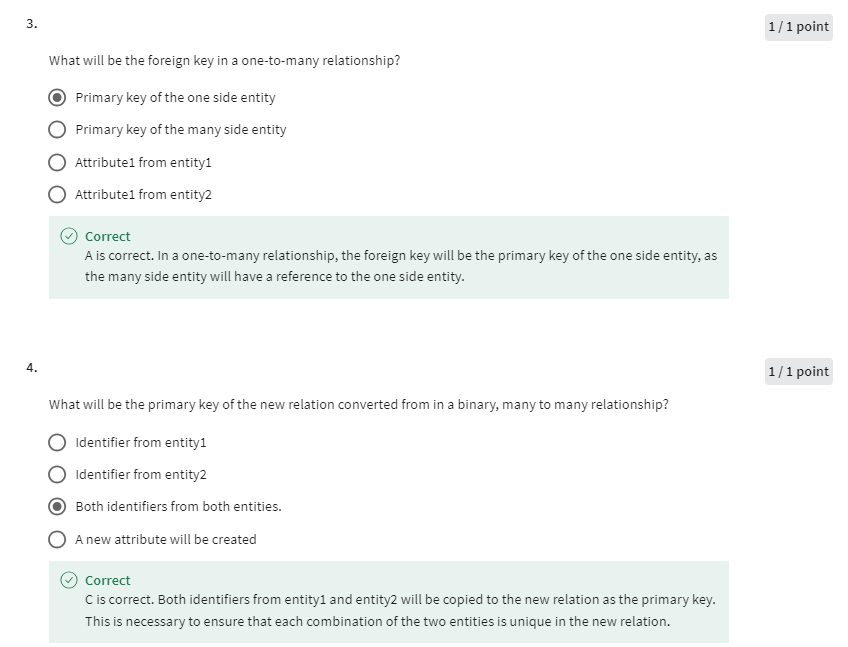 3.
1 / 1 point
What will be the foreign key in a one-to-many relationship?
Primary key of the one side entity
Primary key of the many side entity
Attribute1 from entity1
Attribute1 from entity2
Correct
A is correct. In a one-to-many relationship, the foreign key will be the primary key of the one side entity, as
the many side entity will have a reference to the one side entity.
4.
1 / 1 point
What will be the primary key of the new relation converted from in a binary, many to many relationship?
Identifier from entity1
Identifier from entity2
Both identifiers from both entities.
A new attribute will be created
Correct
C is correct. Both identifiers from entity1 and entity2 will be copied to the new relation as the primary key.
This is necessary to ensure that each combination of the two entities is unique in the new relation.